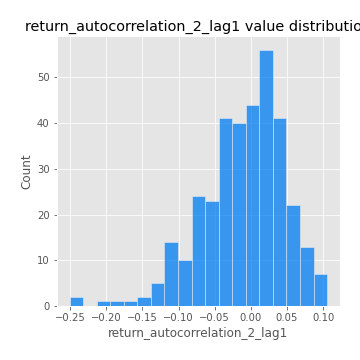 return_autocorrelation_2_lag1 value distributio
50
40
30
20
10
0
Count
−0.25 −0.20 −0.15 −0.10 −0.05 0.00 0.05 0.10
return_autocorrelation_2_lag1